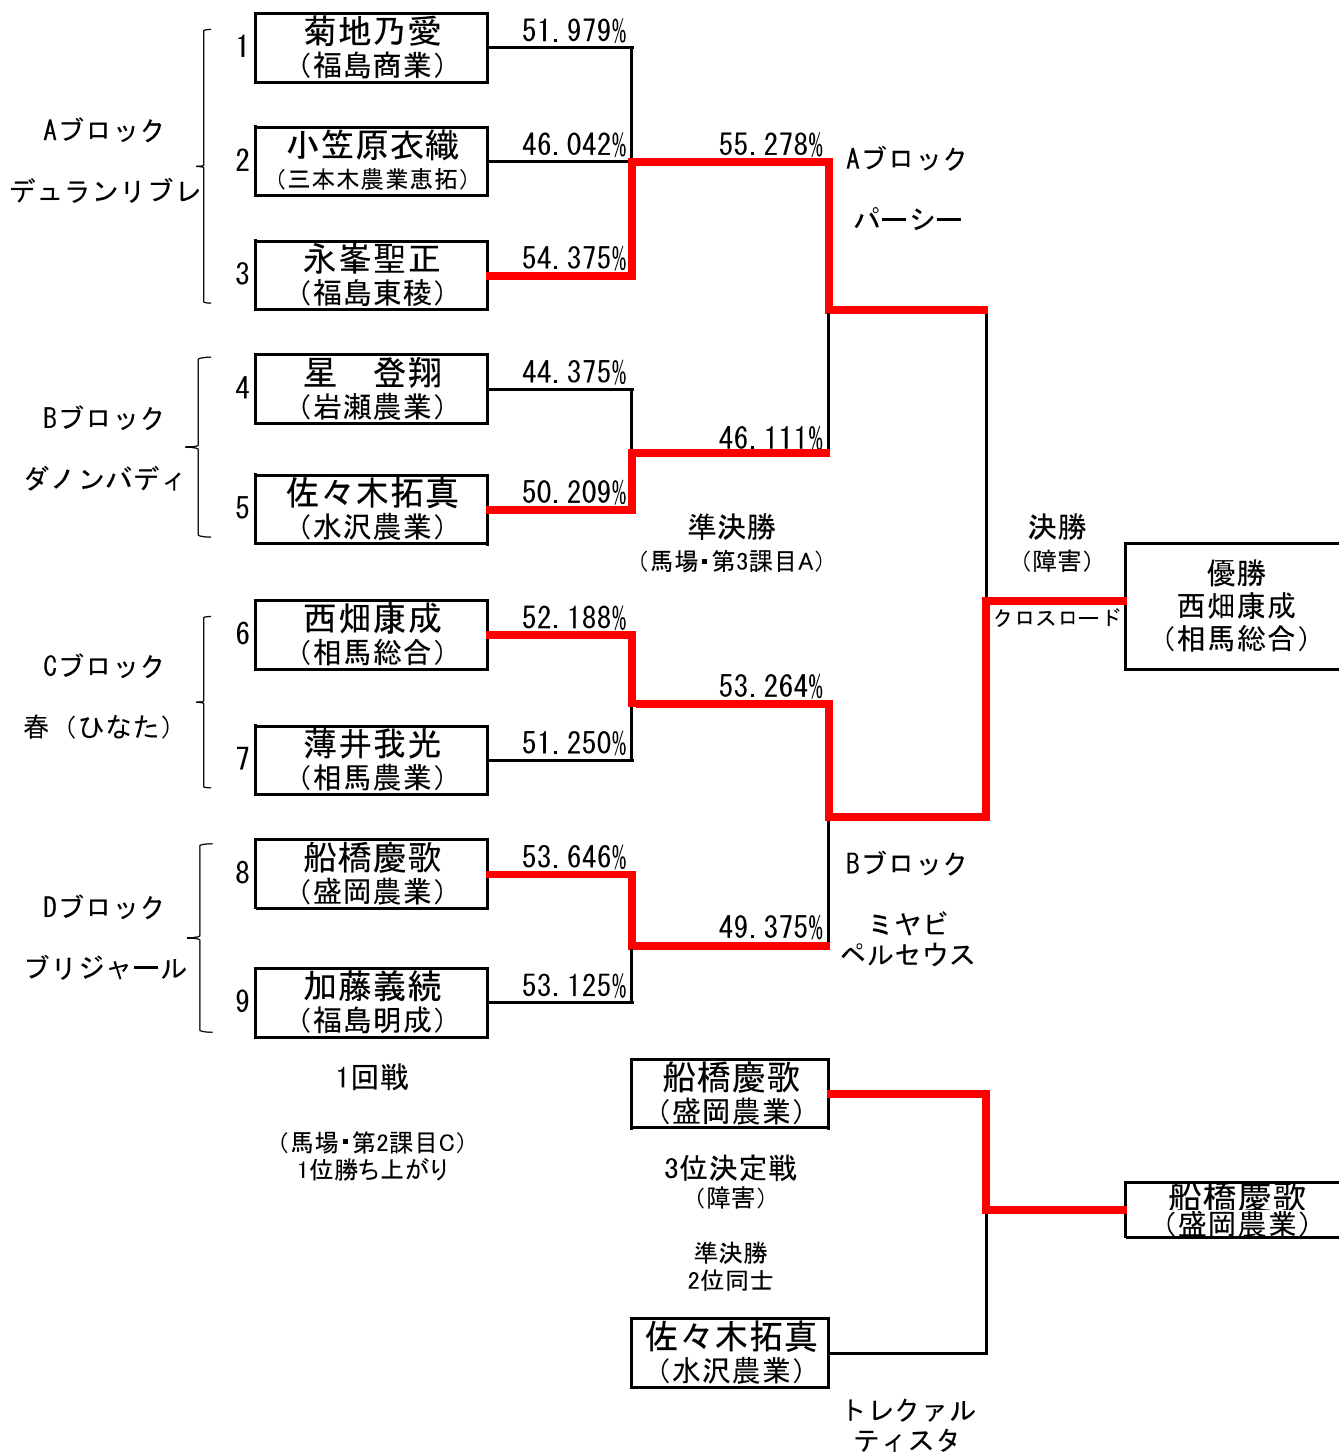 Aブロック
デュランリブレ
1
菊地乃愛
(福島商業)
51.979%
2
小笠原衣織
(三本木農業恵拓)
46.042%
3
永峯聖正
(福島東稜)
54.375%
55.278%
Aブロック
パーシー
Bブロック
ダノンバディ
4
星　登翔
(岩瀬農業)
44.375%
5
佐々木拓真
(水沢農業)
50.209%
46.111%
準決勝
(馬場・第3課目A)
決勝
(障害)
クロスロード
優勝
西畑康成
(相馬総合)
Cブロック
春（ひなた）
6
西畑康成
(相馬総合)
52.188%
7
薄井我光
(相馬農業)
51.250%
53.264%
Bブロック
ミヤビ
ペルセウス
Dブロック
ブリジャール
8
船橋慶歌
(盛岡農業)
53.646%
9
加藤義続
(福島明成)
53.125%
49.375%
1回戦
(馬場・第2課目C)
1位勝ち上がり
船橋慶歌
(盛岡農業)
3位決定戦
(障害)
準決勝
2位同士
佐々木拓真
(水沢農業)
トレクァル
ティスタ
船橋慶歌
(盛岡農業)